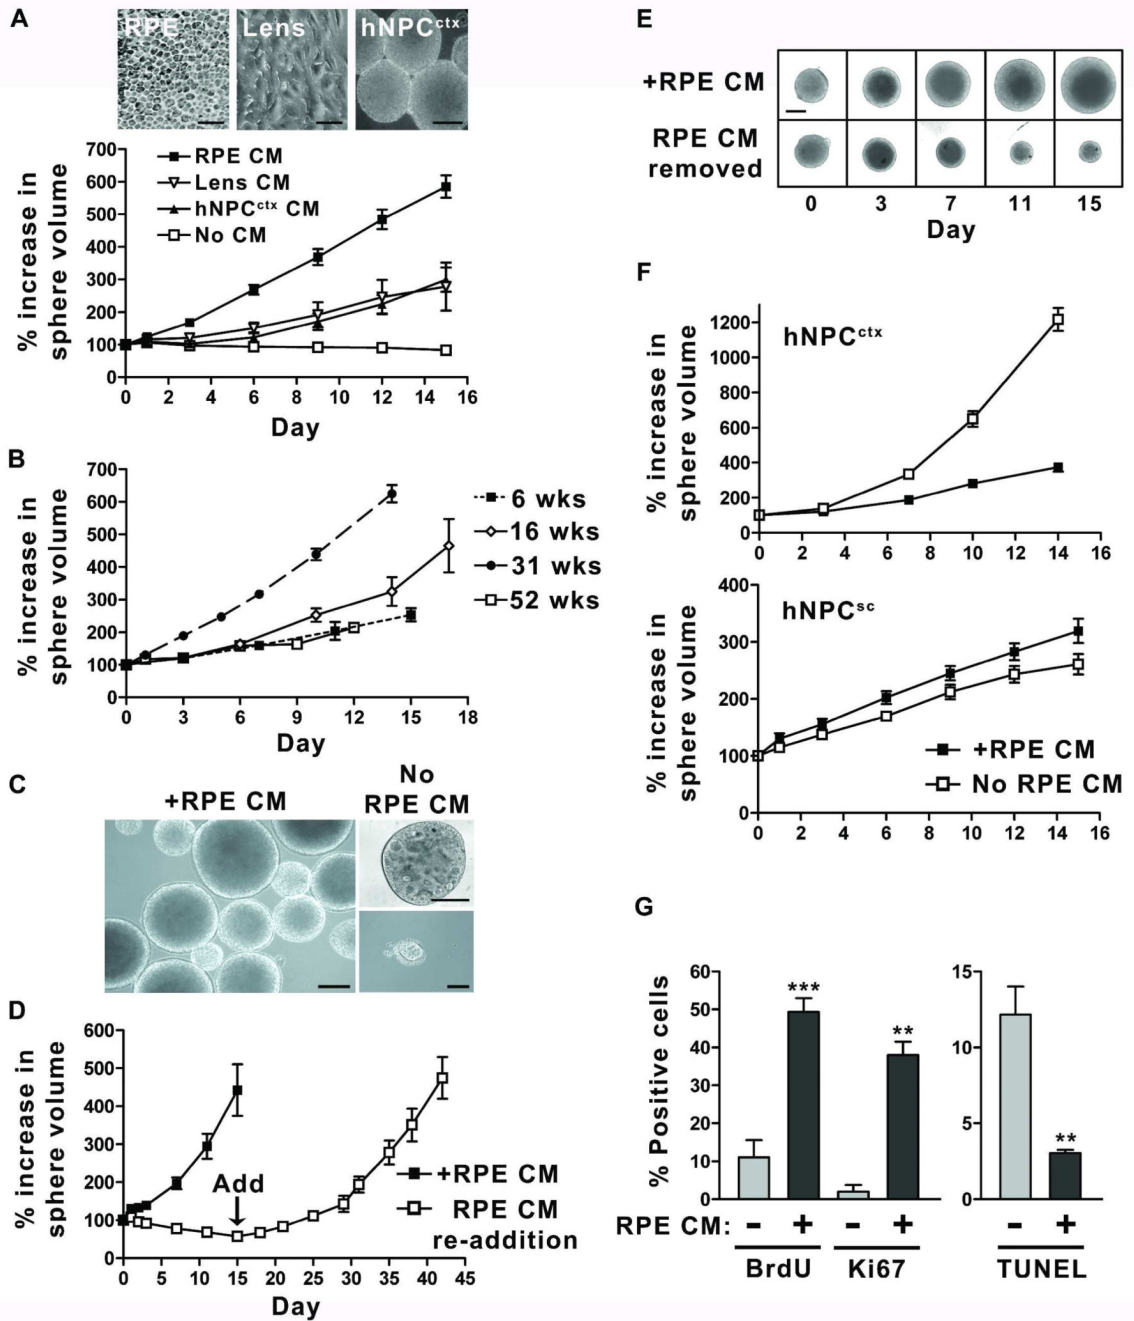 A
RPE
Lens
hNPCctx
% increase in
sphere volume
700
600
500
400
300
200
100
0
RPE CM
Lens CM
hNPCctx CM
No CM
0 2 4 6 8 10 12 14 16
Day
B
% increase in
sphere volume
700
600
500
400
300
200
100
0
6 wks
16 wks
31 wks
52 wks
0 3 6 9 12 15 18
Day
C
+RPE CM
No
RPE CM
D
% increase in
sphere volume
600
500
400
300
200
100
0
Add
+RPE CM
RPE CM
re-addition
0 5 10 15 20 25 30 35 40 45
Day
E
+RPE CM
RPE CM
removed
0 3 7 11 15
Day
F
% increase in
sphere volume
hNPCctx
1200
1000
800
600
400
200
0
0 2 4 6 8 10 12 14 16
% increase in
sphere volume
hNPCsc
400
300
200
100
0
+RPE CM
No RPE CM
0 2 4 6 8 10 12 14 16
G
% Positive cells
60
50
40
30
20
10
0
***
**
15
10
5
0
**
RPE CM: - + - + - +
BrdU Ki67 TUNEL